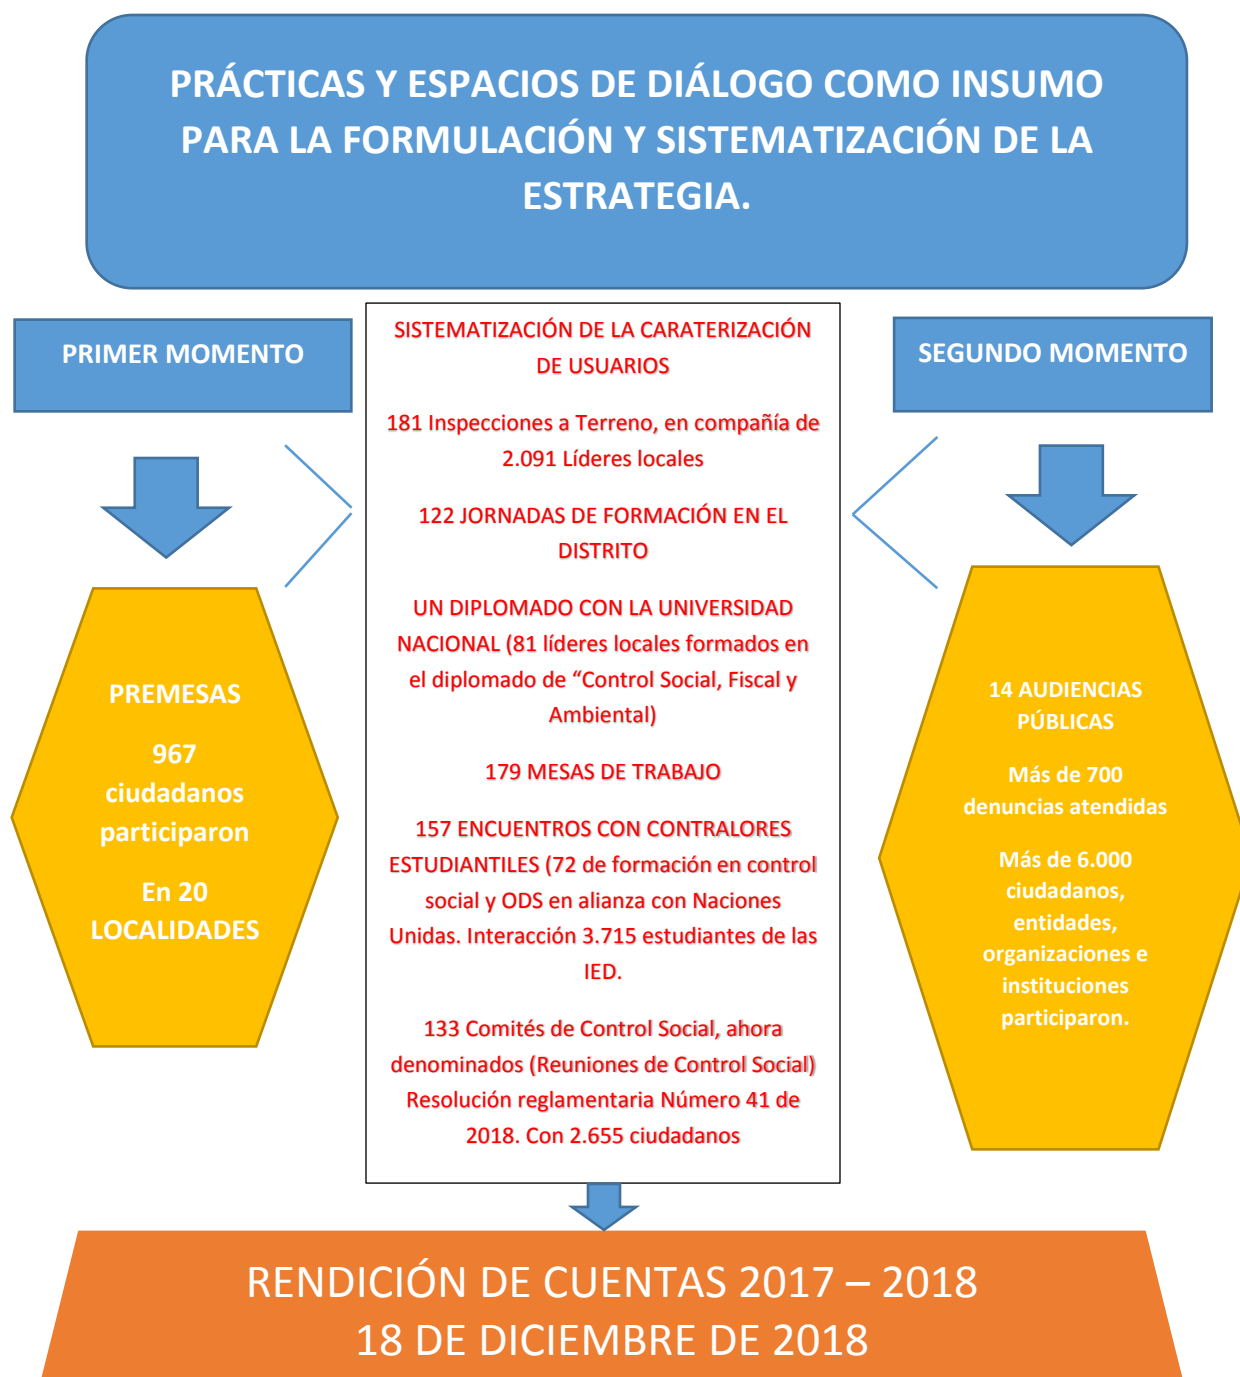 PRÁCTICAS Y ESPACIOS DE DIÁLOGO COMO INSUMO
PARA LA FORMULACIÓN Y SISTEMATIZACIÓN DE LA
ESTRATEGIA.
PRIMER MOMENTO
PREMESAS
967
ciudadanos
participaron
En 20
LOCALIDADES
SISTEMATIZACIÓN DE LA CARATERIZACIÓN
DE USUARIOS
181 Inspecciones a Terreno, en compañía de
2.091 Líderes locales
122 JORNADAS DE FORMACIÓN EN EL
DISTRITO
UN DIPLOMADO CON LA UNIVERSIDAD
NACIONAL (81 líderes locales formados en
el diplomado de “Control Social, Fiscal y
Ambiental)
179 MESAS DE TRABAJO
157 ENCUENTROS CON CONTRALORES
ESTUDIANTILES (72 de formación en control
social y ODS en alianza con Naciones
Unidas. Interacción 3.715 estudiantes de las
IED.
133 Comités de Control Social, ahora
denominados (Reuniones de Control Social)
Resolución reglamentaria Número 41 de
2018. Con 2.655 ciudadanos
SEGUNDO MOMENTO
14 AUDIENCIAS
PÚBLICAS
Más de 700
denuncias atendidas
Más de 6.000
ciudadanos,
entidades,
organizaciones e
instituciones
participaron.
RENDICIÓN DE CUENTAS 2017 – 2018
18 DE DICIEMBRE DE 2018